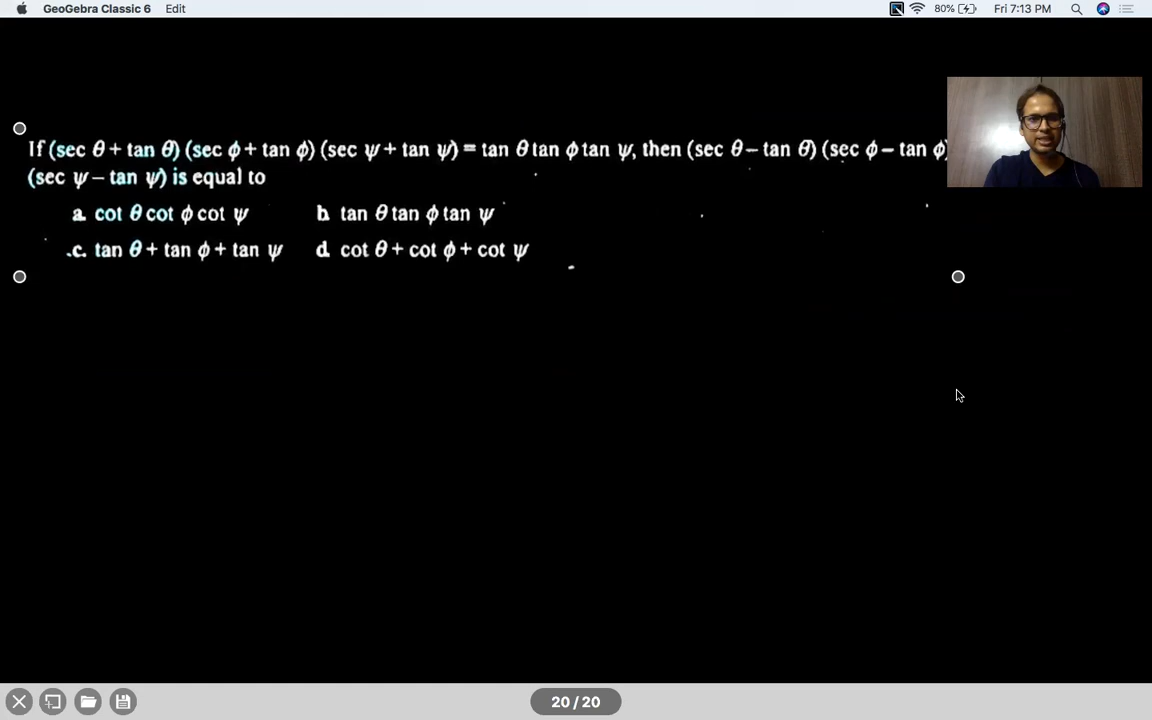 GeoGebra Classic 6 Edit 80% Fri 7:13 PM
If (sec θ + tan θ) (sec ϕ + tan ϕ) (sec ψ + tan ψ) = tan θ tan ϕ tan ψ, then (sec θ – tan θ) (sec ϕ – tan ϕ)
(sec ψ – tan ψ) is equal to
a. cot θ cot ϕ cot ψ b. tan θ tan ϕ tan ψ
c. tan θ + tan ϕ + tan ψ d. cot θ + cot ϕ + cot ψ
20 / 20